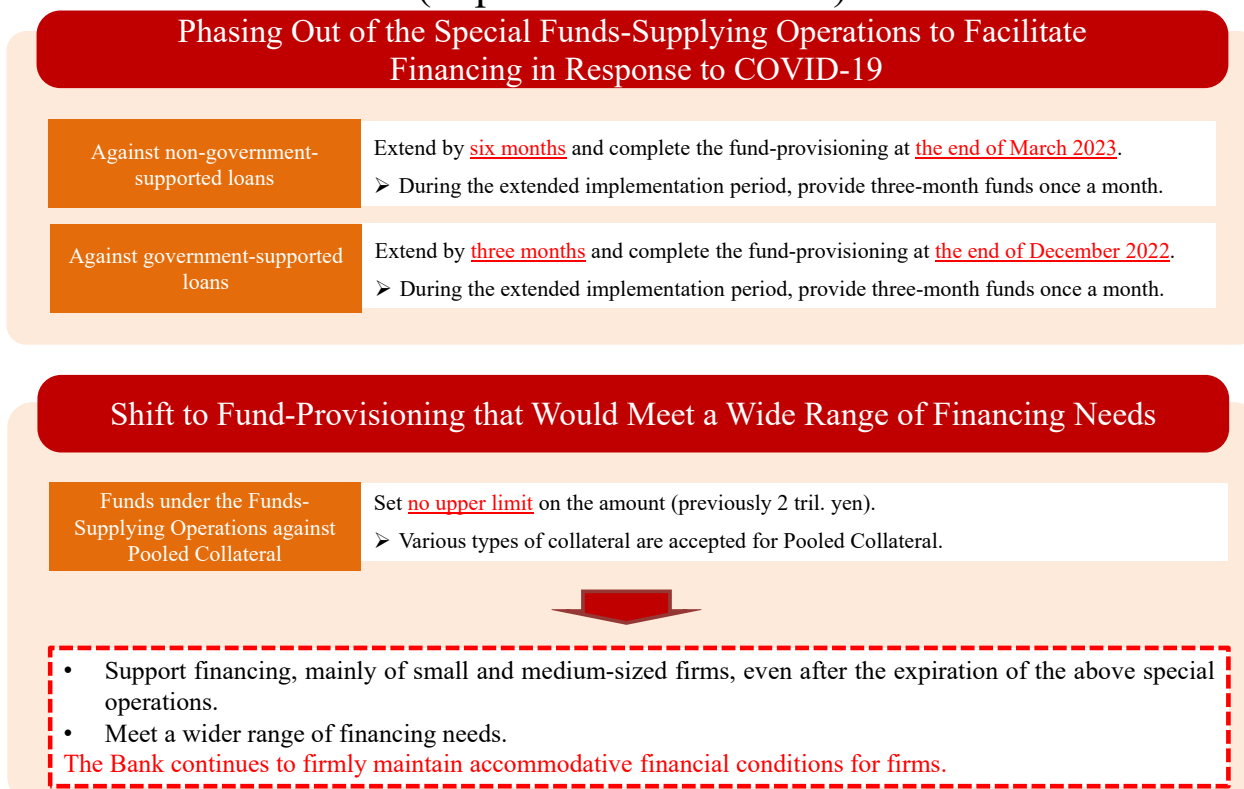 Phasing Out of the Special Funds-Supplying Operations to Facilitate
Financing in Response to COVID-19
Against non-government-
supported loans
Extend by six months and complete the fund-provisioning at the end of March 2023.
➢ During the extended implementation period, provide three-month funds once a month.
Against government-supported
loans
Extend by three months and complete the fund-provisioning at the end of December 2022.
➢ During the extended implementation period, provide three-month funds once a month.
Shift to Fund-Provisioning that Would Meet a Wide Range of Financing Needs
Funds under the Funds-
Supplying Operations against
Pooled Collateral
Set no upper limit on the amount (previously 2 tril. yen).
➢ Various types of collateral are accepted for Pooled Collateral.
• Support financing, mainly of small and medium-sized firms, even after the expiration of the above special
operations.
• Meet a wider range of financing needs.
The Bank continues to firmly maintain accommodative financial conditions for firms.